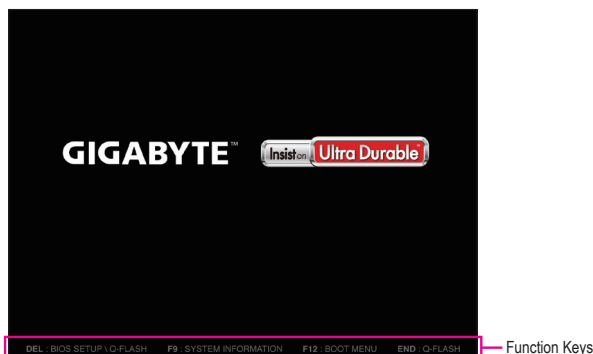 GIGABYTE™
Insist on Ultra Durable™
DEL : BIOS SETUP \ Q-FLASH F9 : SYSTEM INFORMATION F12 : BOOT MENU END : Q-FLASH
Function Keys